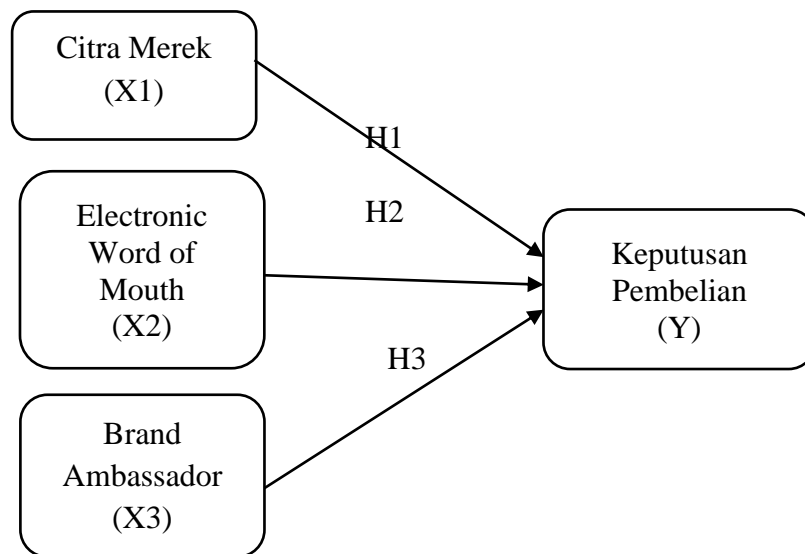 Citra Merek
(X1)
H1
Electronic
Word of
Mouth
(X2)
H2
Keputusan
Pembelian
(Y)
H3
Brand
Ambassador
(X3)